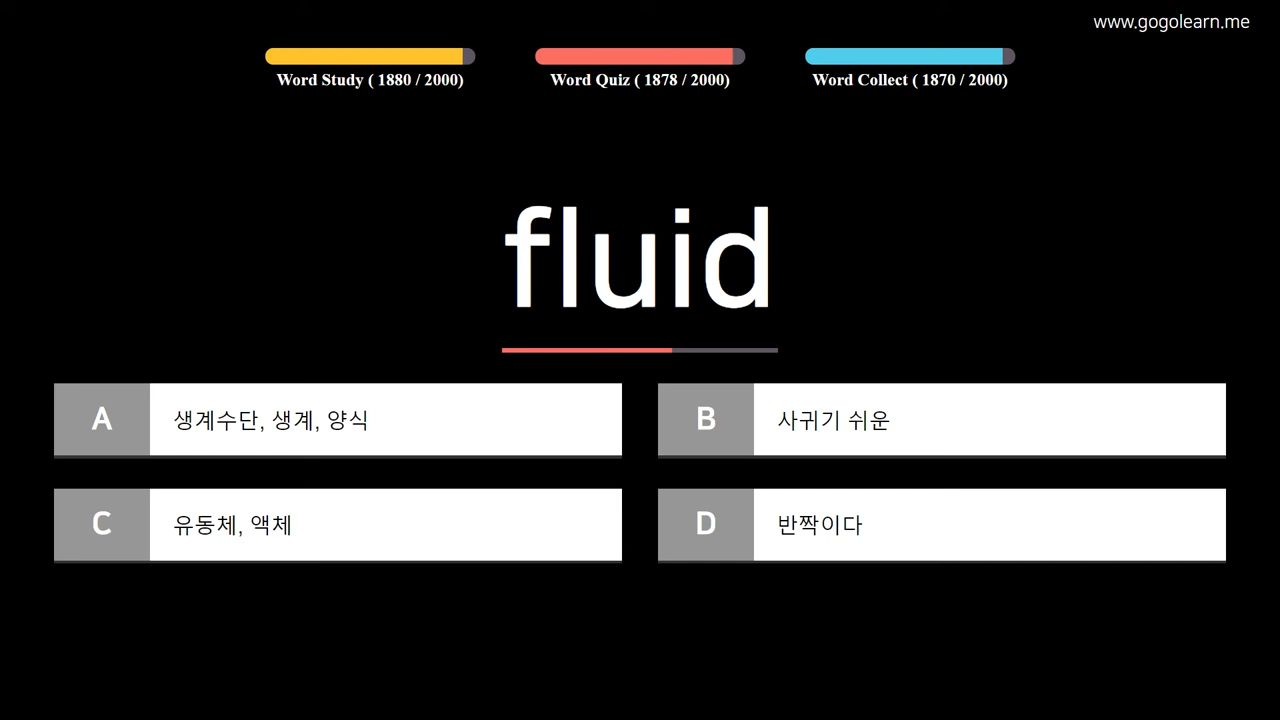 www.gogolearn.me
Word Study ( 1880 / 2000)
Word Quiz ( 1878 / 2000)
Word Collect ( 1870 / 2000)
fluid
A 생계수단, 생계, 양식
B 사귀기 쉬운
C 유동체, 액체
D 반짝이다